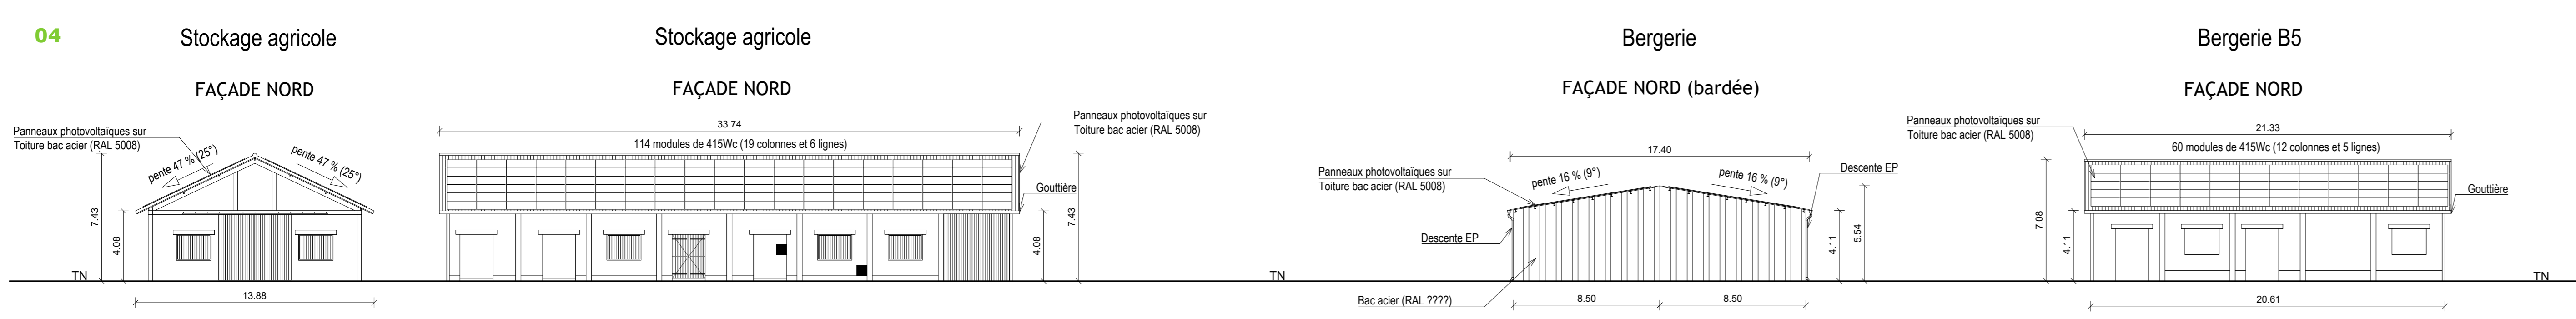 04
Stockage agricole
FAÇADE NORD
Panneaux photovoltaïques sur
Toiture bac acier (RAL 5008)
pente 47 % (25°)
pente 47 % (25°)
7.43
4.08
TN
13.88
Stockage agricole
FAÇADE NORD
33.74
114 modules de 415Wc (19 colonnes et 6 lignes)
Panneaux photovoltaïques sur
Toiture bac acier (RAL 5008)
Gouttière
4.08
7.43
TN
Bergerie
FAÇADE NORD (bardée)
17.40
Panneaux photovoltaïques sur
Toiture bac acier (RAL 5008)
pente 16 % (9°)
pente 16 % (9°)
Descente EP
Descente EP
4.11
5.54
Bac acier (RAL ????)
8.50
8.50
Bergerie B5
FAÇADE NORD
Panneaux photovoltaïques sur
Toiture bac acier (RAL 5008)
21.33
60 modules de 415Wc (12 colonnes et 5 lignes)
Gouttière
7.08
4.11
TN
20.61